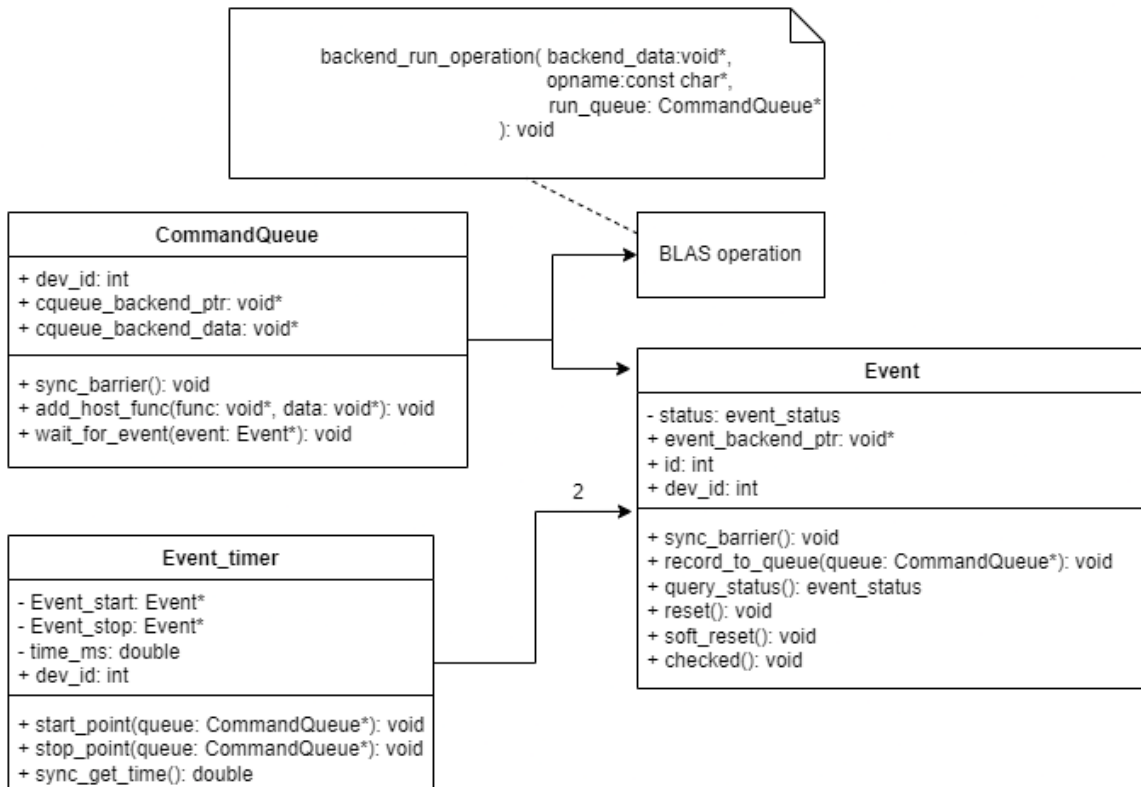 backend_run_operation( backend_data:void*,
opname:const char*,
run_queue: CommandQueue*
): void
BLAS operation
CommandQueue
+ dev_id: int
+ cqueue_backend_ptr: void*
+ cqueue_backend_data: void*
+ sync_barrier(): void
+ add_host_func(func: void*, data: void*): void
+ wait_for_event(event: Event*): void
Event
- status: event_status
+ event_backend_ptr: void*
+ id: int
+ dev_id: int
+ sync_barrier(): void
+ record_to_queue(queue: CommandQueue*): void
+ query_status(): event_status
+ reset(): void
+ soft_reset(): void
+ checked(): void
2
Event_timer
- Event_start: Event*
- Event_stop: Event*
- time_ms: double
+ dev_id: int
+ start_point(queue: CommandQueue*): void
+ stop_point(queue: CommandQueue*): void
+ sync_get_time(): double